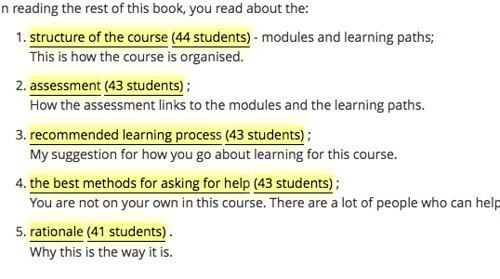 n reading the rest of this book, you read about the:
1. structure of the course (44 students) - modules and learning paths;
This is how the course is organised.
2. assessment (43 students) ;
How the assessment links to the modules and the learning paths.
3. recommended learning process (43 students) ;
My suggestion for how you go about learning for this course.
4. the best methods for asking for help (43 students) ;
You are not on your own in this course. There are a lot of people who can help
5. rationale (41 students) .
Why this is the way it is.